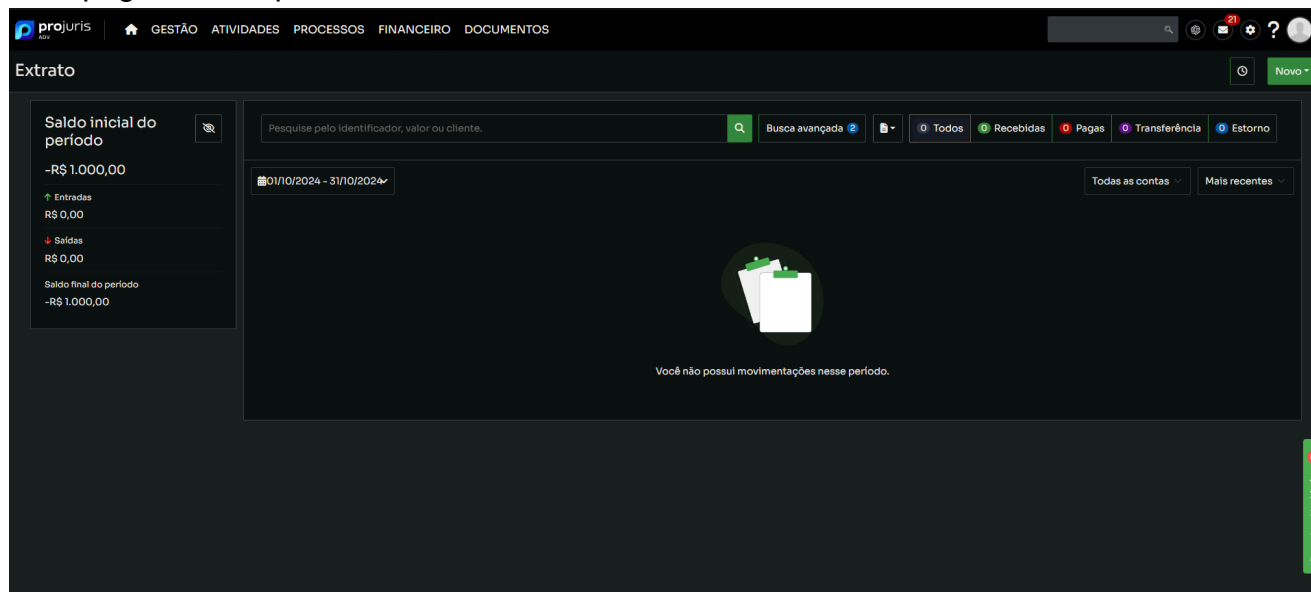 projuris
ADV
GESTÃO ATIVIDADES PROCESSOS FINANCEIRO DOCUMENTOS
21
?
Extrato
Novo
Saldo inicial do
período
-R$ 1.000,00
Entradas
R$ 0,00
Saídas
R$ 0,00
Saldo final do período
-R$ 1.000,00
Pesquise pelo identificador, valor ou cliente.
Busca avançada 2
0 Todos 0 Recebidas 0 Pagas 0 Transferência 0 Estorno
01/10/2024 - 31/10/2024
Todas as contas Mais recentes
Você não possui movimentações nesse período.